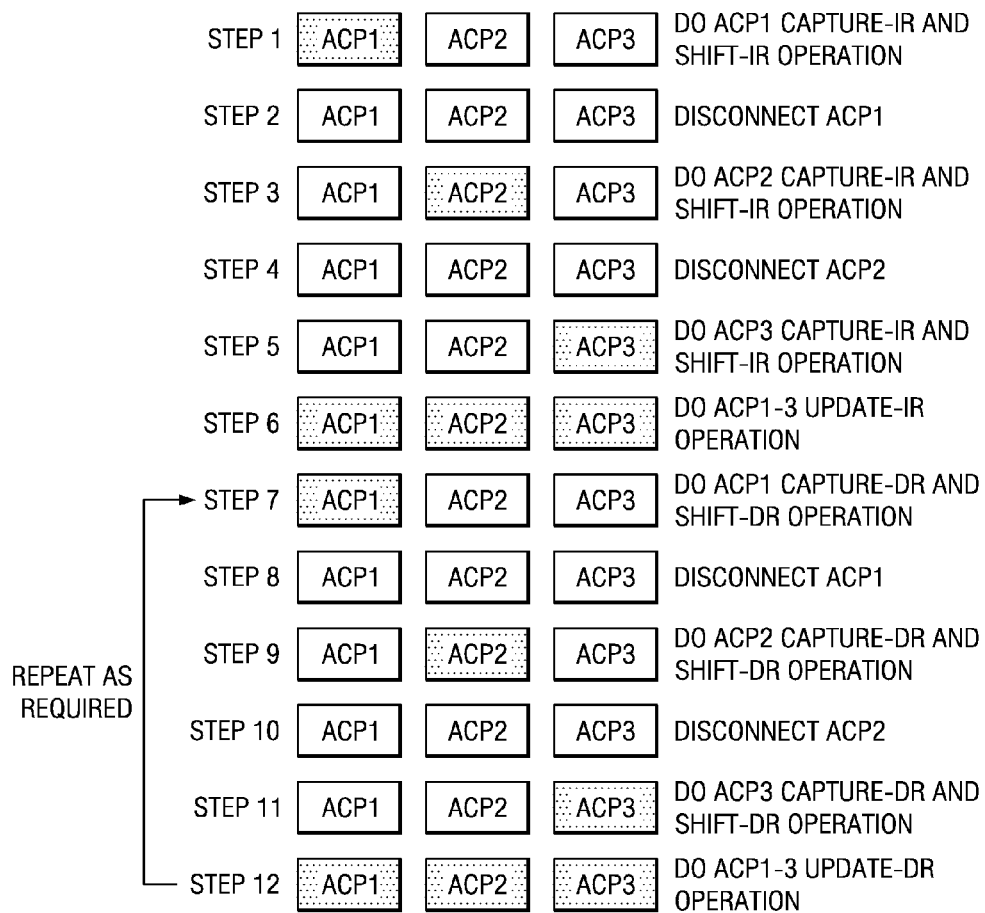 STEP 1 ACP1 ACP2 ACP3 DO ACP1 CAPTURE-IR AND
SHIFT-IR OPERATION
STEP 2 ACP1 ACP2 ACP3 DISCONNECT ACP1
STEP 3 ACP1 ACP2 ACP3 DO ACP2 CAPTURE-IR AND
SHIFT-IR OPERATION
STEP 4 ACP1 ACP2 ACP3 DISCONNECT ACP2
STEP 5 ACP1 ACP2 ACP3 DO ACP3 CAPTURE-IR AND
SHIFT-IR OPERATION
STEP 6 ACP1 ACP2 ACP3 DO ACP1-3 UPDATE-IR
OPERATION
STEP 7 ACP1 ACP2 ACP3 DO ACP1 CAPTURE-DR AND
SHIFT-DR OPERATION
STEP 8 ACP1 ACP2 ACP3 DISCONNECT ACP1
STEP 9 ACP1 ACP2 ACP3 DO ACP2 CAPTURE-DR AND
SHIFT-DR OPERATION
REPEAT AS
REQUIRED
STEP 10 ACP1 ACP2 ACP3 DISCONNECT ACP2
STEP 11 ACP1 ACP2 ACP3 DO ACP3 CAPTURE-DR AND
SHIFT-DR OPERATION
STEP 12 ACP1 ACP2 ACP3 DO ACP1-3 UPDATE-DR
OPERATION